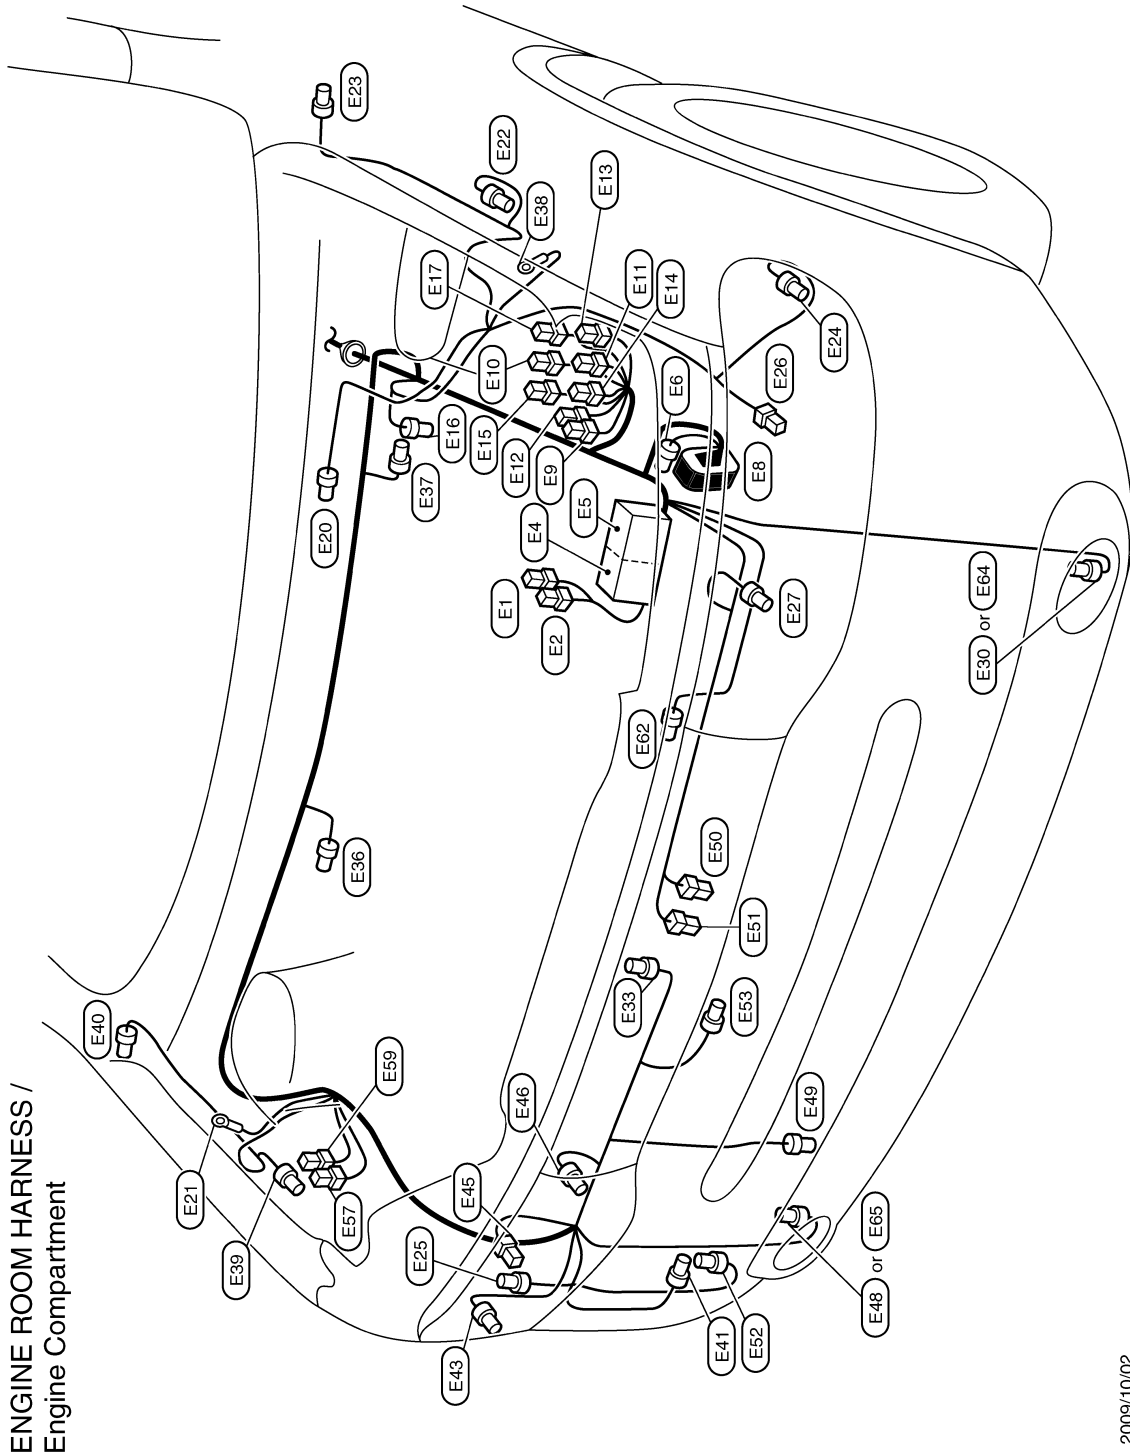 ENGINE ROOM HARNESS /
Engine Compartment
E40
E21
E39
E20
E57
E23
E36
E59
E25
E37
E17
E16
E43
E45
E15
E10
E22
E1
E12
E46
E4
E38
E9
E2
E5
E13
E33
E11
E62
E14
E6
E50
E41
E53
E51
E52
E8
E26
E27
E49
E24
E48 or E65
E30 or E64
2009/10/02